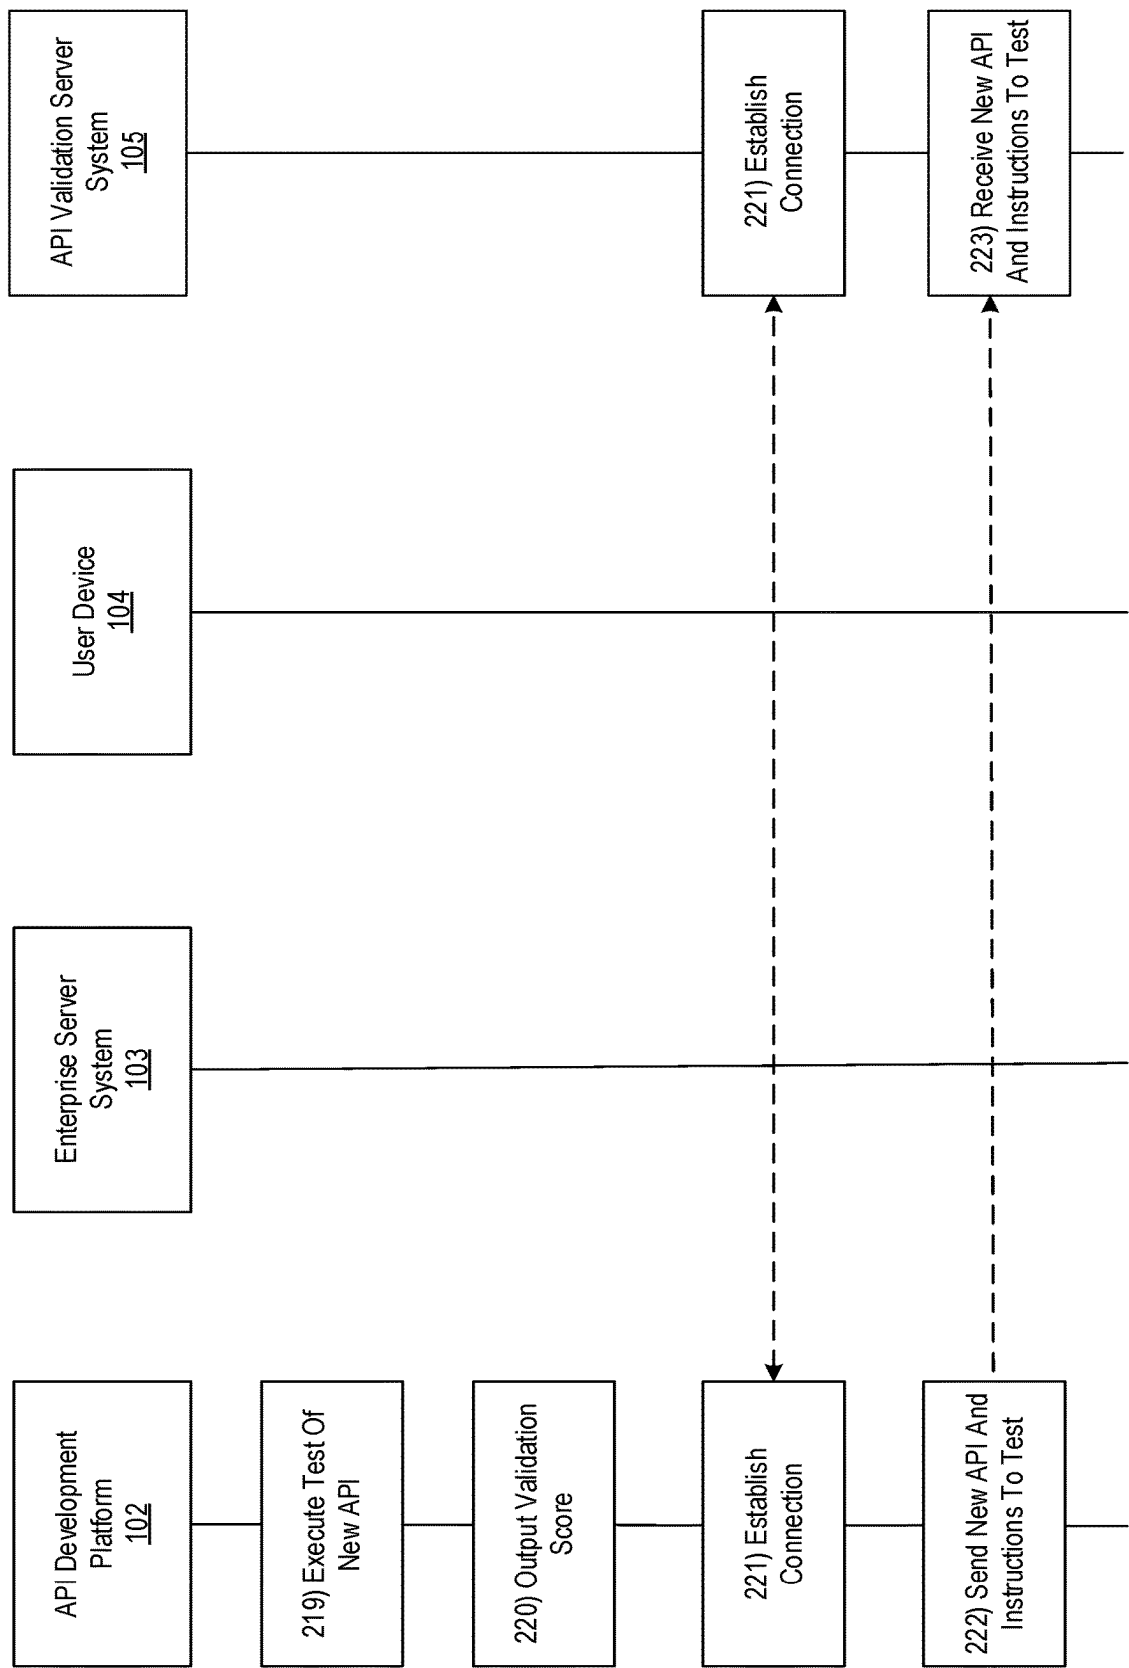 API Development
Platform
102
Enterprise Server
System
103
User Device
104
API Validation Server
System
105
219) Execute Test Of
New API
220) Output Validation
Score
221) Establish
Connection
221) Establish
Connection
222) Send New API And
Instructions To Test
223) Receive New API
And Instructions To Test